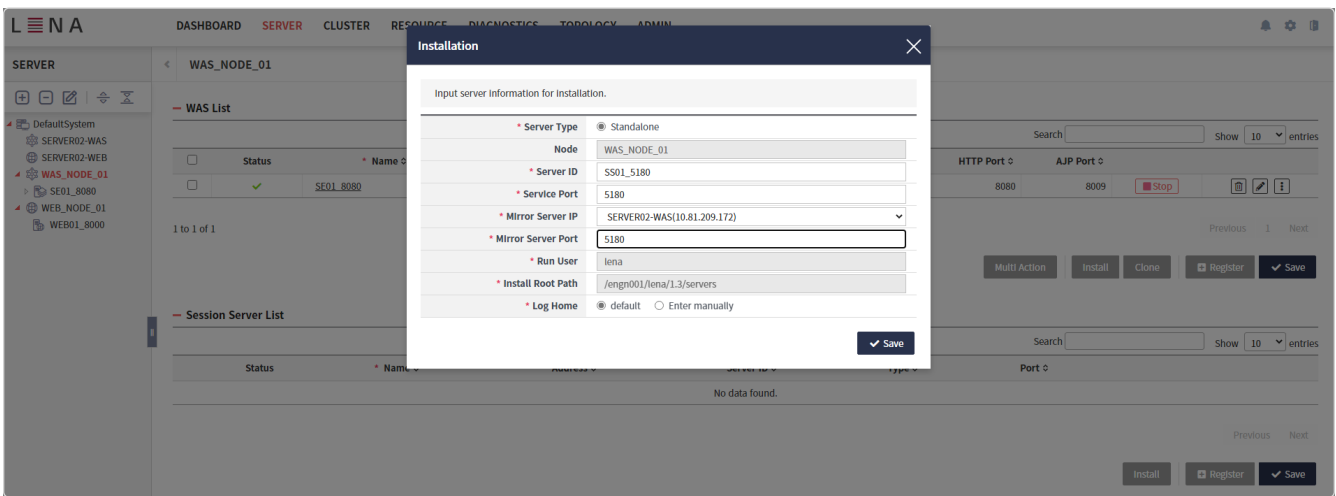 LENA
DASHBOARD SERVER CLUSTER RESOURCE DIAGNOSTICS TOPOLOGY ADMIN
SERVER
WAS_NODE_01
DefaultSystem
SERVER02-WAS
SERVER02-WEB
WAS_NODE_01
SE01_8080
WEB_NODE_01
WEB01_8000
WAS List
Search Show 10 entries
Status * Name HTTP Port AJP Port
SE01_8080 8080 8009 Stop
1 to 1 of 1
Previous 1 Next
Multi Action Install Clone Register Save
Installation
Input server information for installation.
* Server Type Standalone
Node WAS_NODE_01
* Server ID SS01_5180
* Service Port 5180
* Mirror Server IP SERVER02-WAS(10.81.209.172)
* Mirror Server Port 5180
* Run User lena
* Install Root Path /engn001/lena/1.3/servers
* Log Home default Enter manually
Save
Session Server List
Search Show 10 entries
Status * Name Address Server ID Type Port
No data found.
Previous Next
Install Register Save